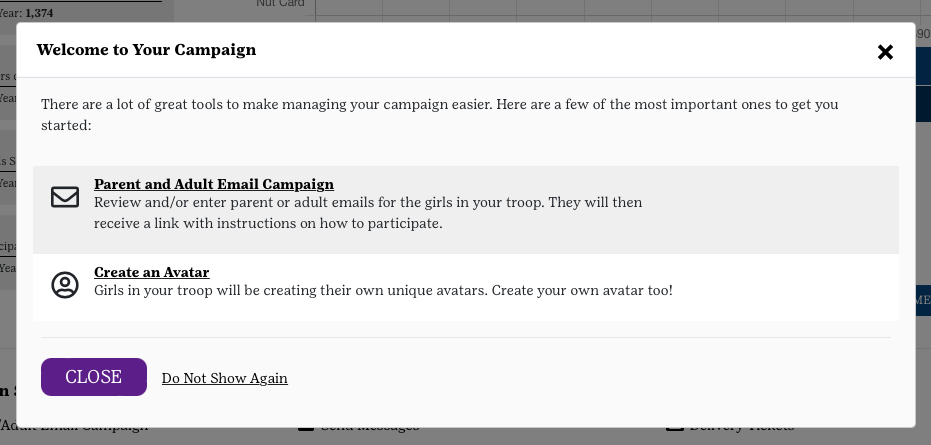 Nut Card
Year: 1,374
Welcome to Your Campaign
There are a lot of great tools to make managing your campaign easier. Here are a few of the most important ones to get you
started:
Parent and Adult Email Campaign
Review and/or enter parent or adult emails for the girls in your troop. They will then
receive a link with instructions on how to participate.
Create an Avatar
Girls in your troop will be creating their own unique avatars. Create your own avatar too!
CLOSE
Do Not Show Again